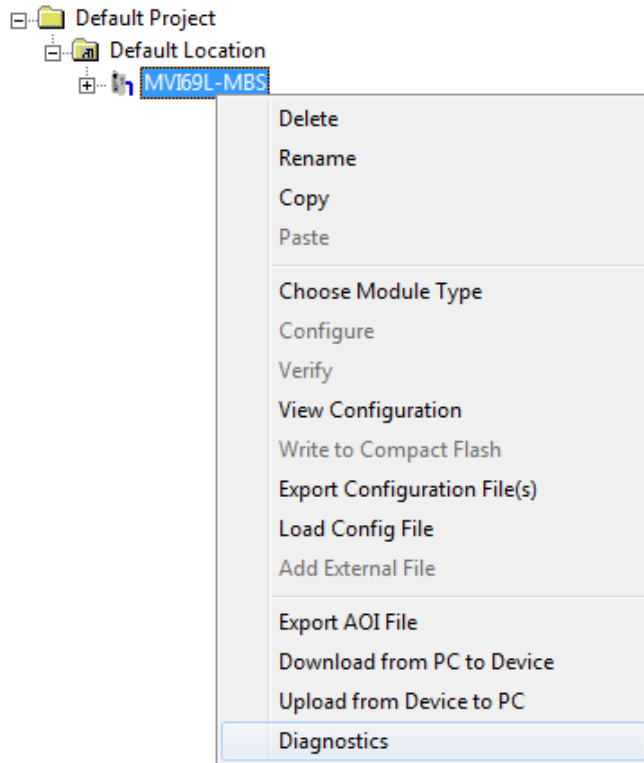 Default Project
Default Location
MVI69L-MBS
Delete
Rename
Copy
Paste
Choose Module Type
Configure
Verify
View Configuration
Write to Compact Flash
Export Configuration File(s)
Load Config File
Add External File
Export AOI File
Download from PC to Device
Upload from Device to PC
Diagnostics